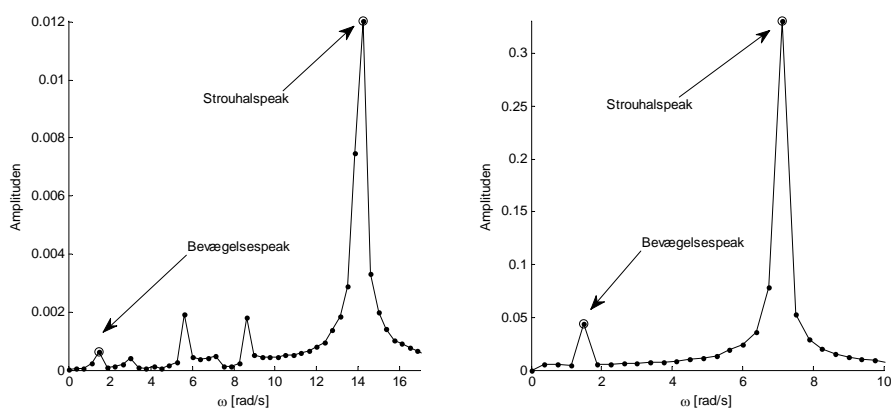 0.012
0.01
0.008
0.006
0.004
0.002
0
Amplituden
Strouhalspeak
Bevægelsespeak
0 2 4 6 8 10 12 14 16
ω [rad/s]
0.3
0.25
0.2
0.15
0.1
0.05
0
Amplituden
Strouhalspeak
Bevægelsespeak
0 2 4 6 8 10
ω [rad/s]